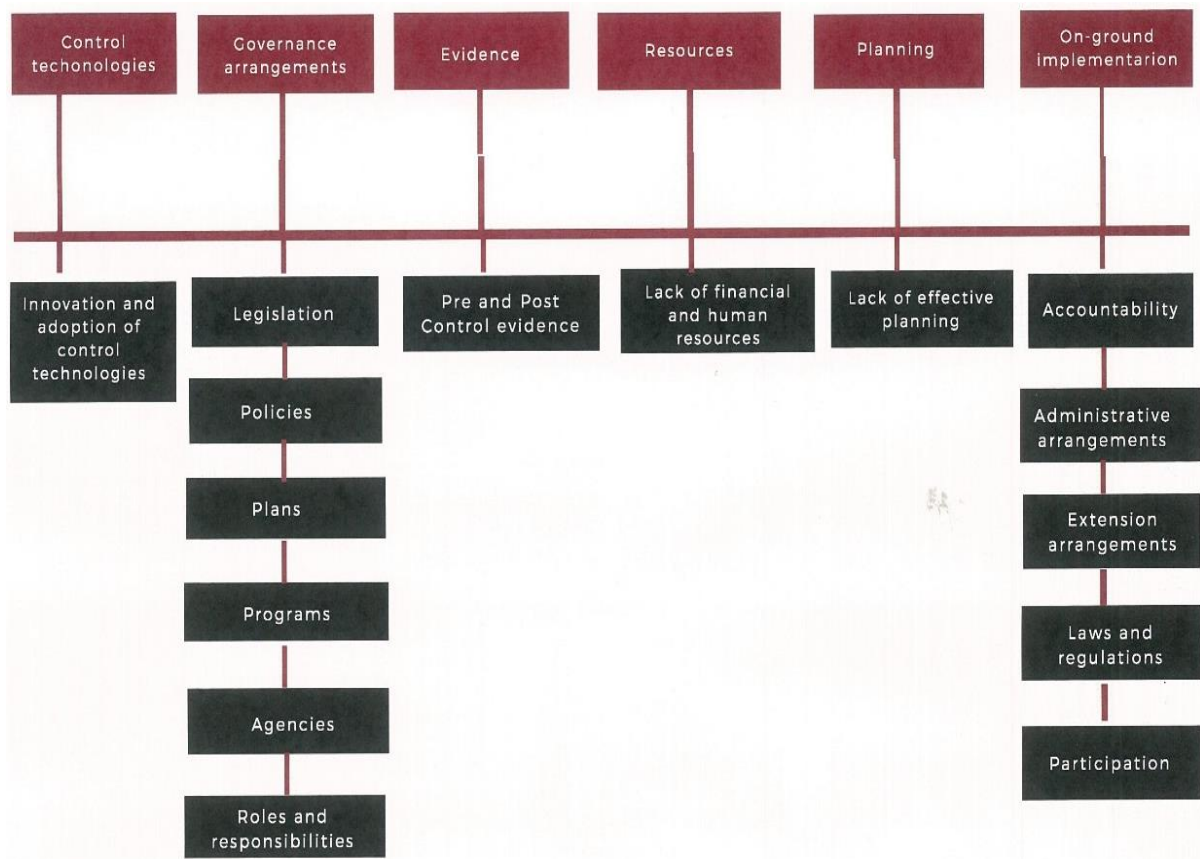 Control
techonologies
Governance
arrangements
Evidence
Resources
Planning
On-ground
implementarion
Innovation and
adoption of
control
technologies
Legislation
Policies
Plans
Programs
Agencies
Roles and
responsibilities
Pre and Post
Control evidence
Lack of financial
and human
resources
Lack of effective
planning
Accountability
Administrative
arrangements
Extension
arrangements
Laws and
regulations
Participation